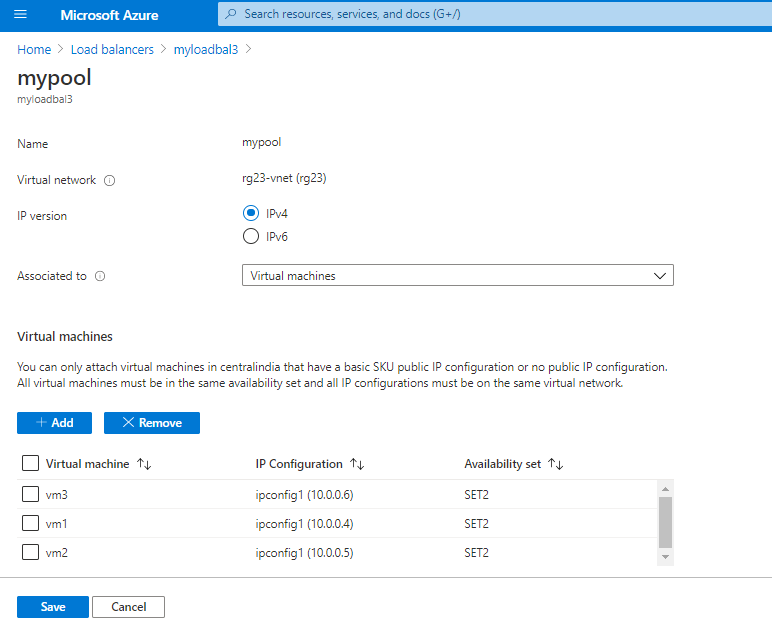 Microsoft Azure
Search resources, services, and docs (G+/)
Home > Load balancers > myloadbal3 >
mypool
myloadbal3
Name mypool
Virtual network rg23-vnet (rg23)
IP version IPv4
IPv6
Associated to Virtual machines
Virtual machines
You can only attach virtual machines in centralindia that have a basic SKU public IP configuration or no public IP configuration.
All virtual machines must be in the same availability set and all IP configurations must be on the same virtual network.
+ Add × Remove
Virtual machine ↑↓ IP Configuration ↑↓ Availability set ↑↓
vm3 ipconfig1 (10.0.0.6) SET2
vm1 ipconfig1 (10.0.0.4) SET2
vm2 ipconfig1 (10.0.0.5) SET2
Save Cancel